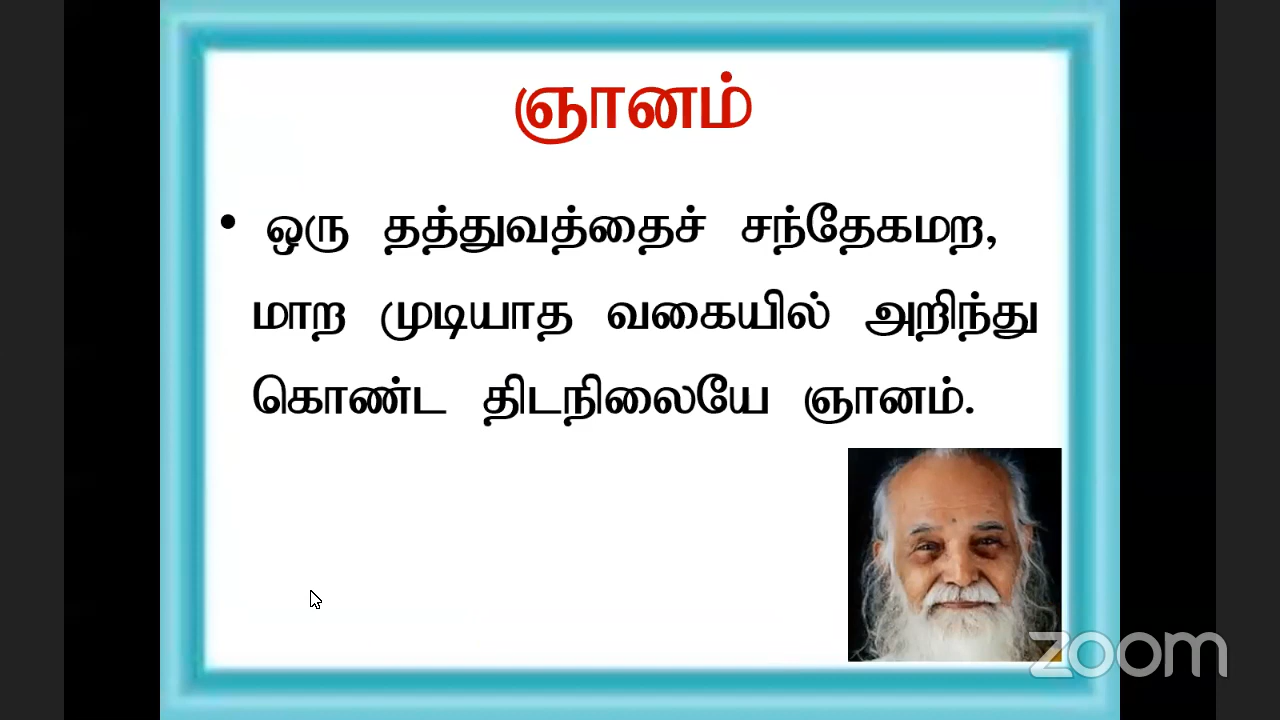 ஞானம்
• ஒரு தத்துவத்தைச் சந்தேகமற,
மாற முடியாத வகையில் அறிந்து
கொண்ட திடநிலையே ஞானம்.
zoom